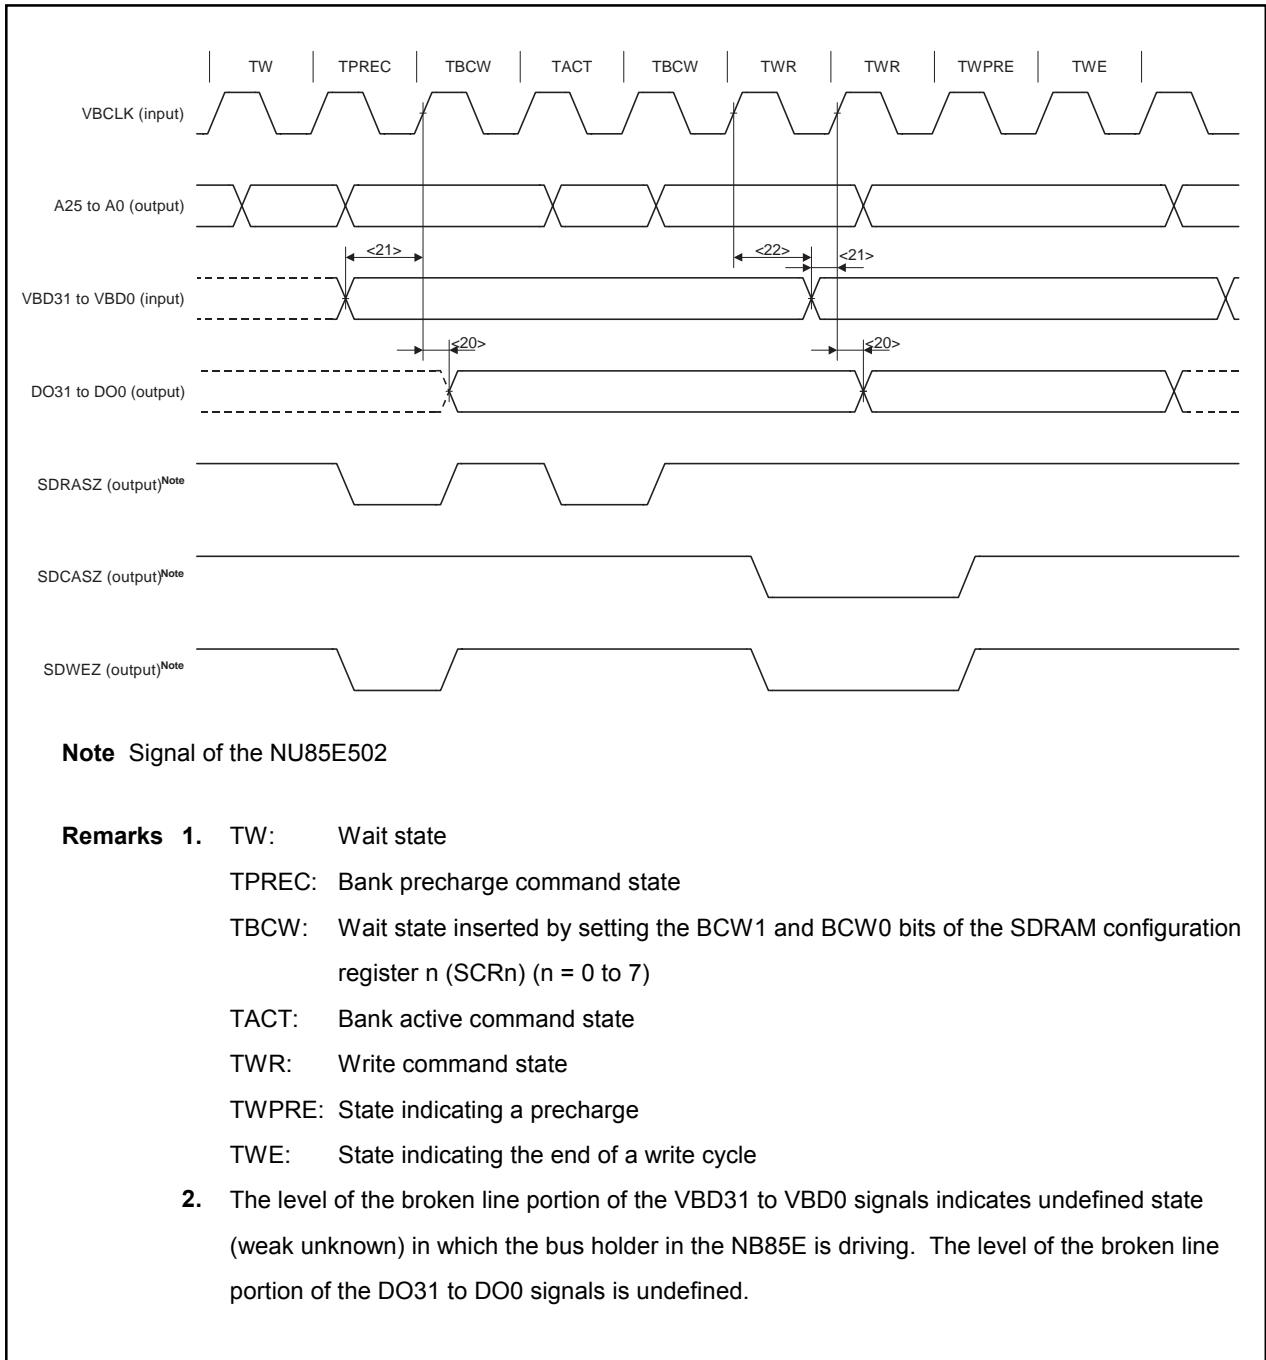 TW TPREC TBCW TACT TBCW TWR TWR TWPRE TWE
VBCLK (input)
A25 to A0 (output)
<21> <22> <21>
VBD31 to VBD0 (input)
<20> <20>
DO31 to DO0 (output)
SDRASZ (output)Note
SDCASZ (output)Note
SDWEZ (output)Note
Note Signal of the NU85E502
Remarks 1. TW: Wait state
TPREC: Bank precharge command state
TBCW: Wait state inserted by setting the BCW1 and BCW0 bits of the SDRAM configuration
register n (SCRn) (n = 0 to 7)
TACT: Bank active command state
TWR: Write command state
TWPRE: State indicating a precharge
TWE: State indicating the end of a write cycle
2. The level of the broken line portion of the VBD31 to VBD0 signals indicates undefined state
(weak unknown) in which the bus holder in the NB85E is driving. The level of the broken line
portion of the DO31 to DO0 signals is undefined.